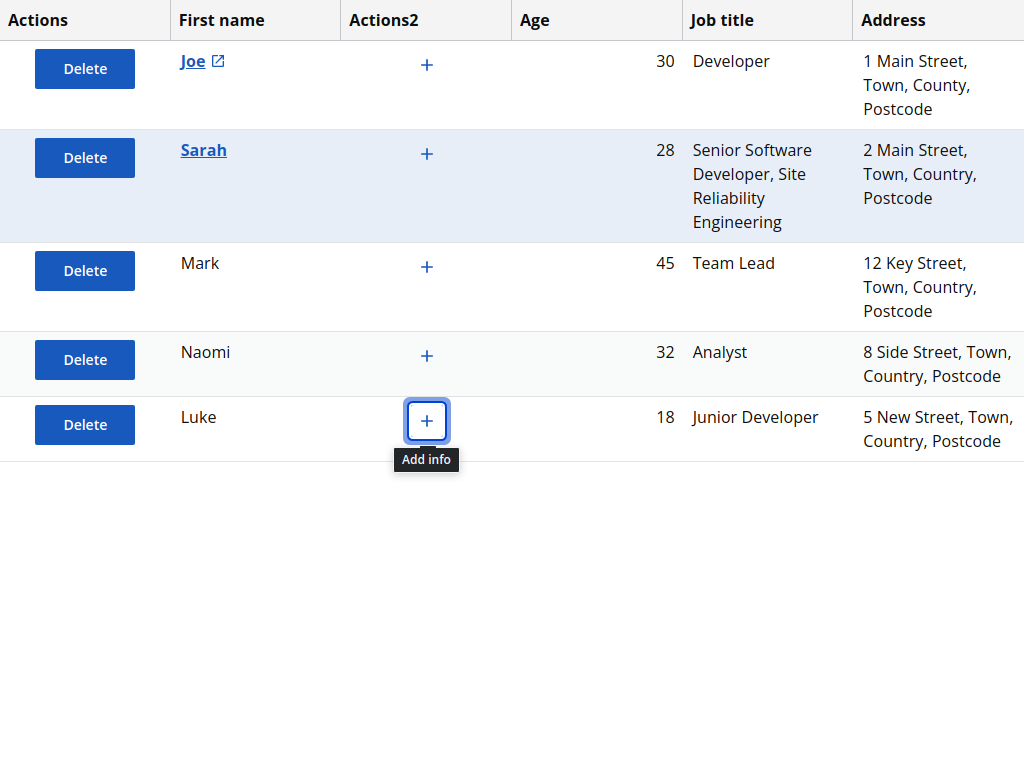 Actions First name Actions2 Age Job title Address
Delete Joe + 30 Developer 1 Main Street,
Town, County,
Postcode
Delete Sarah + 28 Senior Software 2 Main Street,
Developer, Site Town, Country,
Reliability Postcode
Engineering
Delete Mark + 45 Team Lead 12 Key Street,
Town, Country,
Postcode
Delete Naomi + 32 Analyst 8 Side Street, Town,
Country, Postcode
Delete Luke + 18 Junior Developer 5 New Street, Town,
Country, Postcode
Add info